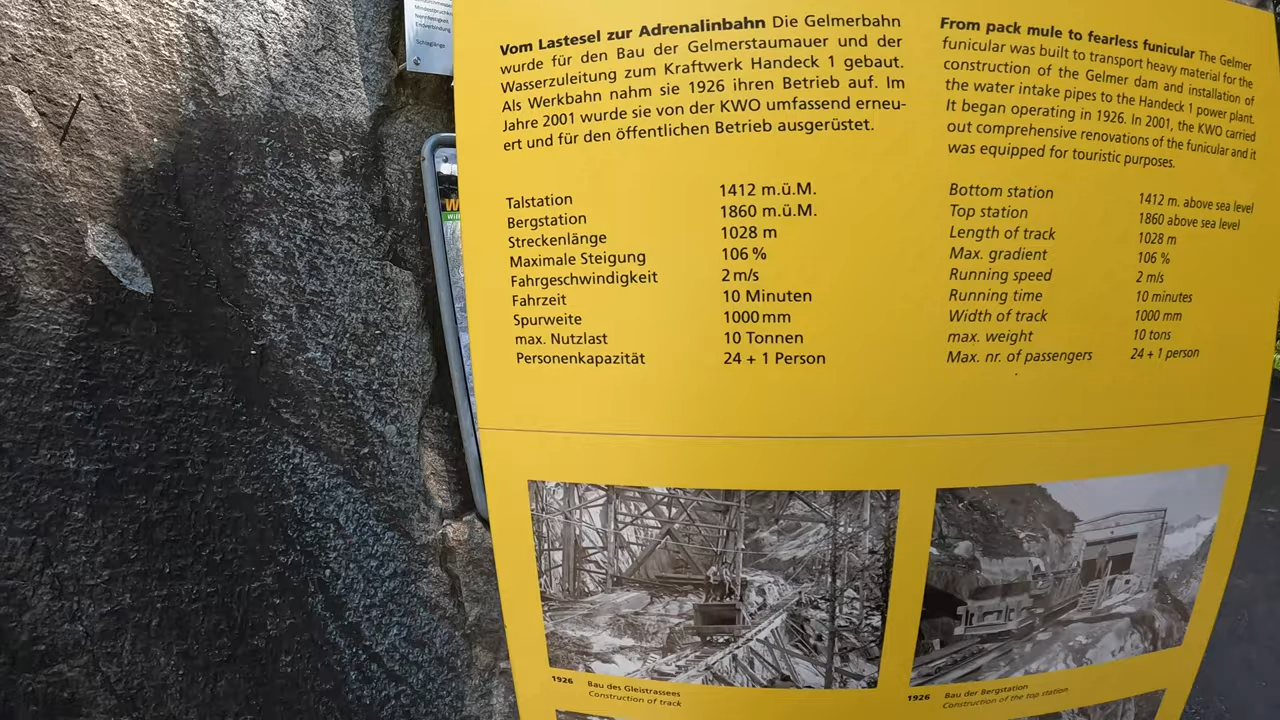 Mindestbruchkr
Nennfestigkeit
Endverbindung
Schlaglänge
Vom Lastesel zur Adrenalinbahn Die Gelmerbahn
wurde für den Bau der Gelmerstaumauer und der
Wasserzuleitung zum Kraftwerk Handeck 1 gebaut.
Als Werkbahn nahm sie 1926 ihren Betrieb auf. Im
Jahre 2001 wurde sie von der KWO umfassend erneu-
ert und für den öffentlichen Betrieb ausgerüstet.
Talstation 1412 m.ü.M.
Bergstation 1860 m.ü.M.
Streckenlänge 1028 m
Maximale Steigung 106 %
Fahrgeschwindigkeit 2 m/s
Fahrzeit 10 Minuten
Spurweite 1000 mm
max. Nutzlast 10 Tonnen
Personenkapazität 24 + 1 Person
From pack mule to fearless funicular The Gelmer
funicular was built to transport heavy material for the
construction of the Gelmer dam and installation of
the water intake pipes to the Handeck 1 power plant.
It began operating in 1926. In 2001, the KWO carried
out comprehensive renovations of the funicular and it
was equipped for touristic purposes.
Bottom station 1412 m. above sea level
Top station 1860 above sea level
Length of track 1028 m
Max. gradient 106 %
Running speed 2 m/s
Running time 10 minutes
Width of track 1000 mm
max. weight 10 tons
Max. nr. of passengers 24 + 1 person
1926 Bau des Gleistrassees
Construction of track
1926 Bau der Bergstation
Construction of the top station